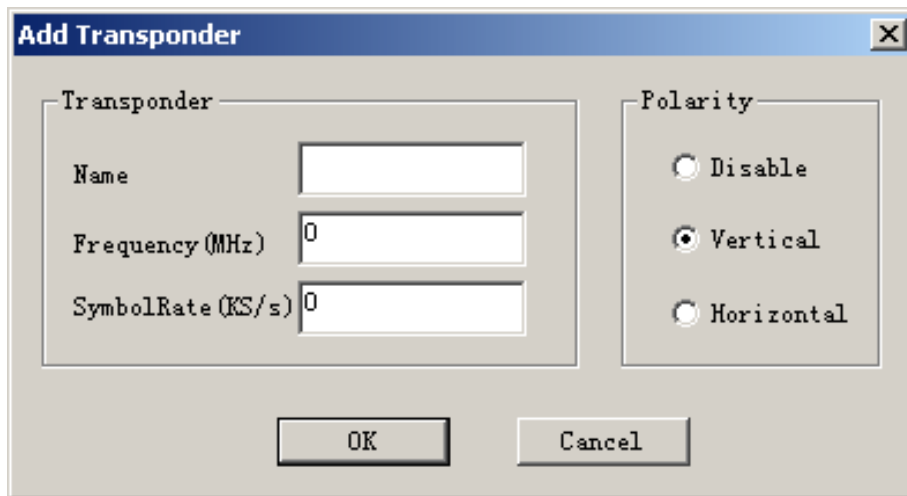 Add Transponder
Transponder
Name
Frequency(MHz) 0
SymbolRate(KS/s) 0
Polarity
Disable
Vertical
Horizontal
OK Cancel